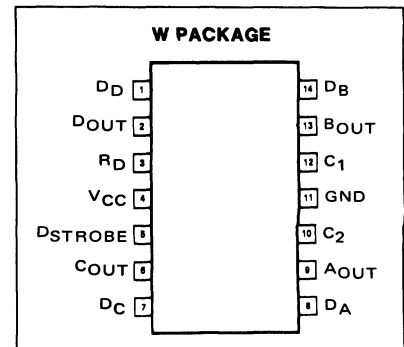 W PACKAGE
DD 1
DOUT 2
RD 3
VCC 4
DSTROBE 5
COUT 6
DC 7
14 DB
13 BOUT
12 C1
11 GND
10 C2
9 AOUT
8 DA